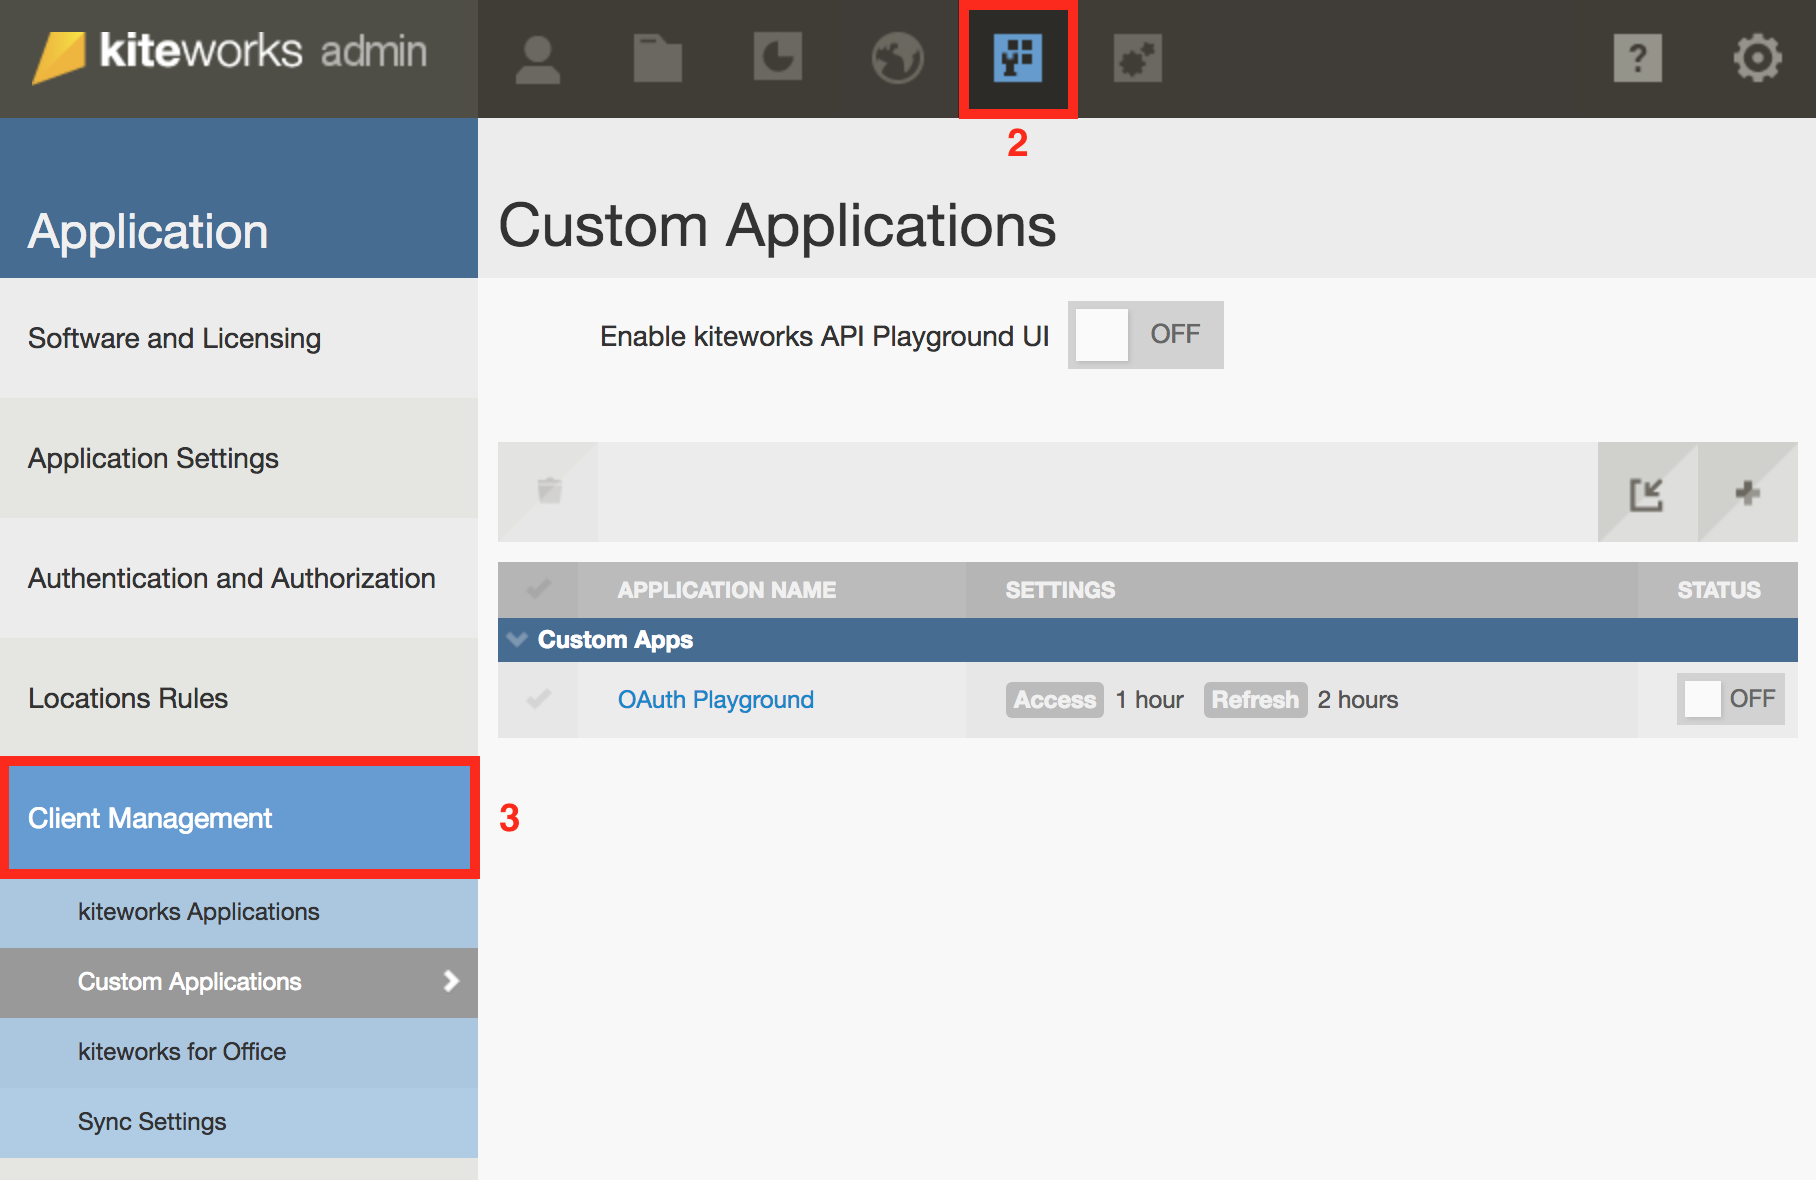 kiteworks admin
?
2
Application
Custom Applications
Software and Licensing
Enable kiteworks API Playground UI OFF
Application Settings
Authentication and Authorization
APPLICATION NAME SETTINGS STATUS
Custom Apps
Locations Rules
OAuth Playground Access 1 hour Refresh 2 hours OFF
Client Management
3
kiteworks Applications
Custom Applications
kiteworks for Office
Sync Settings